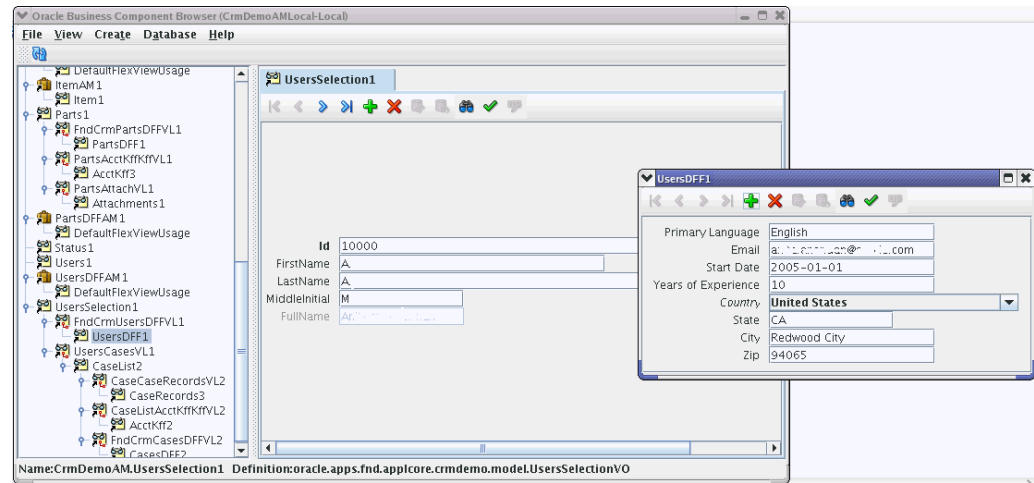 Oracle Business Component Browser (CrmDemoAMLocal-Local)
File View Create Database Help
DefaultFlexViewUsage
ItemAM1
Item1
Parts1
FndCrmPartsDFFVL1
PartsDFF1
PartsAcctKffKffVL1
AcctKff3
PartsAttachVL1
Attachments1
PartsDFFAM1
DefaultFlexViewUsage
Status1
Users1
UsersDFFAM1
DefaultFlexViewUsage
UsersSelection1
FndCrmUsersDFFVL1
UsersDFF1
UsersCasesVL1
CaseList2
CaseCaseRecordsVL2
CaseRecords3
CaseListAcctKffKffVL2
AcctKff2
FndCrmCasesDFFVL2
CasesDFF2
UsersSelection1
Id 10000
FirstName A
LastName A
MiddleInitial M
FullName
UsersDFF1
Primary Language English
Email .com
Start Date 2005-01-01
Years of Experience 10
Country United States
State CA
City Redwood City
Zip 94065
Name:CrmDemoAM.UsersSelection1 Definition:oracle.apps.fnd.applcore.crmdemo.model.UsersSelectionVO